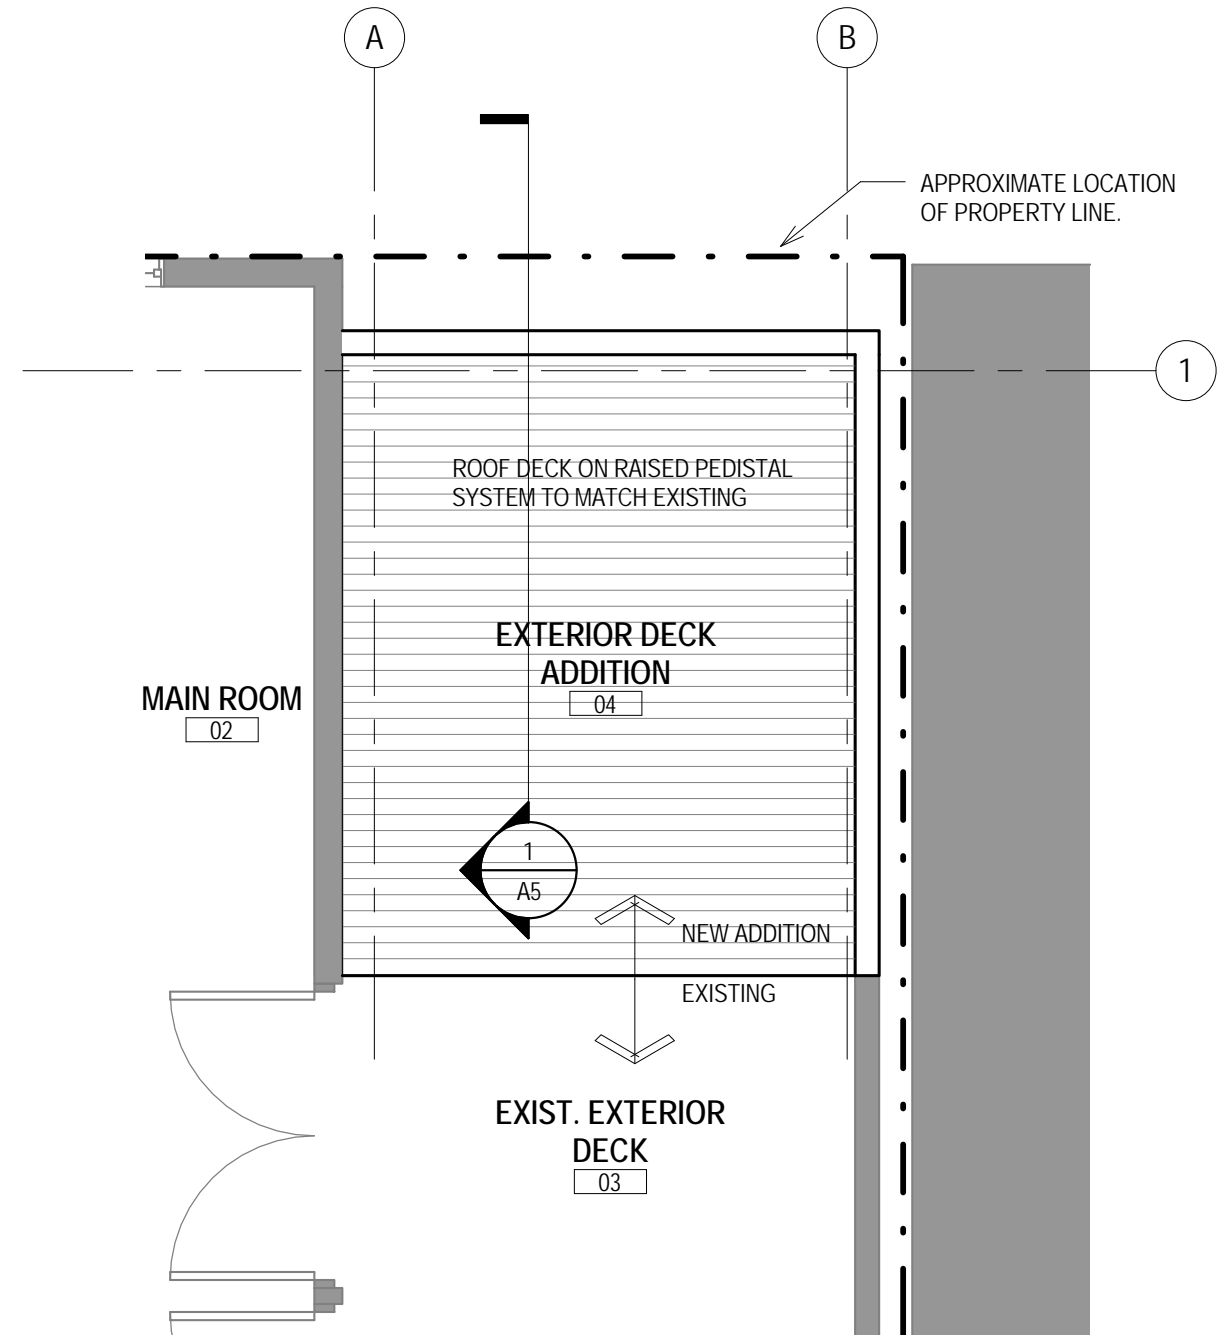 A
B
APPROXIMATE LOCATION
OF PROPERTY LINE.
1
ROOF DECK ON RAISED PEDISTAL
SYSTEM TO MATCH EXISTING
EXTERIOR DECK
ADDITION
04
MAIN ROOM
02
1
A5
NEW ADDITION
EXISTING
EXIST. EXTERIOR
DECK
03